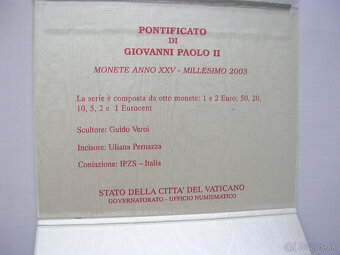 PONTIFICATO
DI
GIOVANNI PAOLO II
MONETE ANNO XXV - MILLESIMO 2003
La serie è composta da otto monete: 1 e 2 Euro; 50, 20,
10, 5, 2 e 1 Eurocent
Scultore: Guido Veroi
Incisore: Uliana Pernazza
Coniazione: IPZS – Italia
STATO DELLA CITTA' DEL VATICANO
GOVERNATORATO - UFFICIO NUMISMATICO
bazos.sk